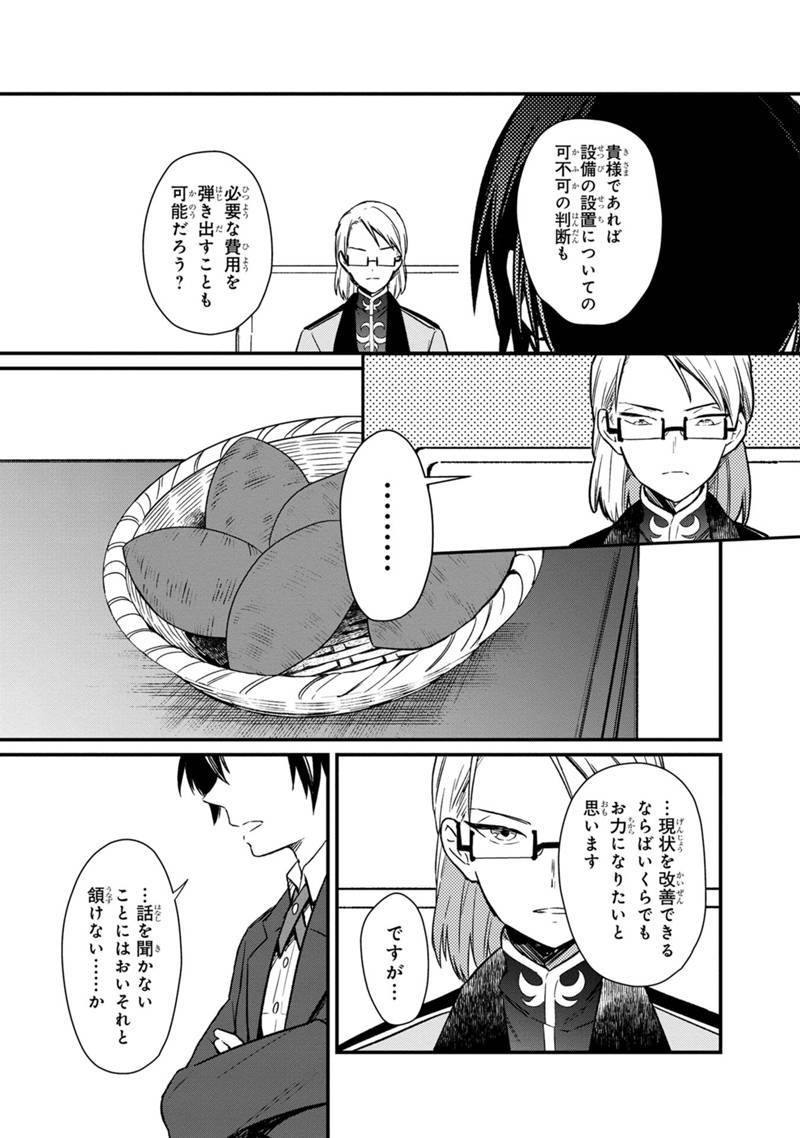 貴様であれば
設備の設置についての
可不可の判断も
必要な費用を
弾き出すことも
可能だろう？
………
…現状を改善できる
ならばいくらでも
お力になりたいと
思います
ですが…
…話を聞かない
ことにはおいそれと
頷けない……か